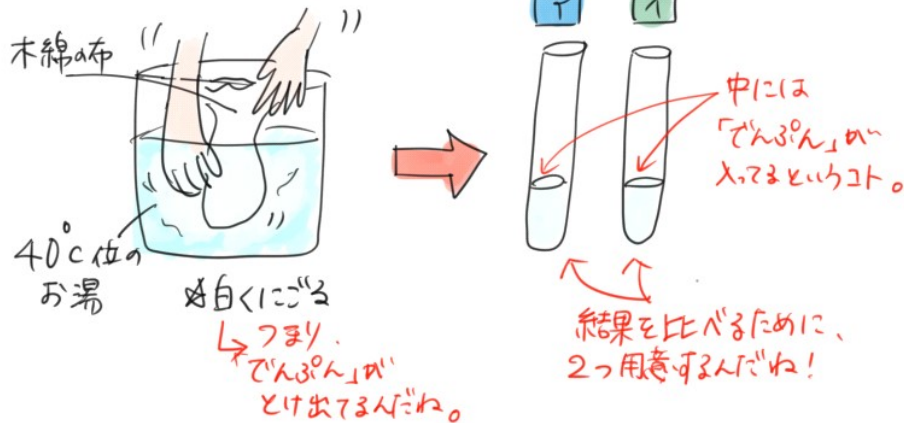 イ
木綿の布
40℃位の
お湯
※白くにごる
つまり、
でんぷん」が
とけ出てるんだね。
中には
「でんぷん」が
入ってるというコト。
結果を比べるために、
2つ用意するんだね!